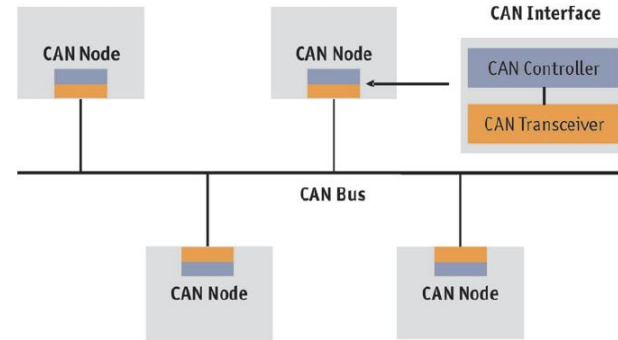 CAN Interface
CAN Node
CAN Node
CAN Controller
CAN Transceiver
CAN Bus
CAN Node
CAN Node